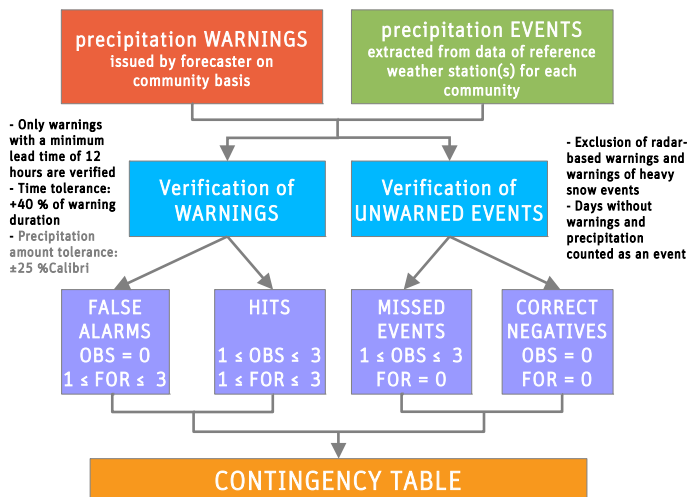 precipitation WARNINGS
issued by forecaster on
community basis
precipitation EVENTS
extracted from data of reference
weather station(s) for each
community
- Only warnings
with a minimum
lead time of 12
hours are verified
- Time tolerance:
+40 % of warning
duration
- Precipitation
amount tolerance:
±25 %Calibri
Verification of
WARNINGS
Verification of
UNWARNED EVENTS
- Exclusion of radar-
based warnings and
warnings of heavy
snow events
- Days without
warnings and
precipitation
counted as an event
FALSE
ALARMS
OBS = 0
1 ≤ FOR ≤ 3
HITS
1 ≤ OBS ≤ 3
1 ≤ FOR ≤ 3
MISSED
EVENTS
1 ≤ OBS ≤ 3
FOR = 0
CORRECT
NEGATIVES
OBS = 0
FOR = 0
CONTINGENCY TABLE